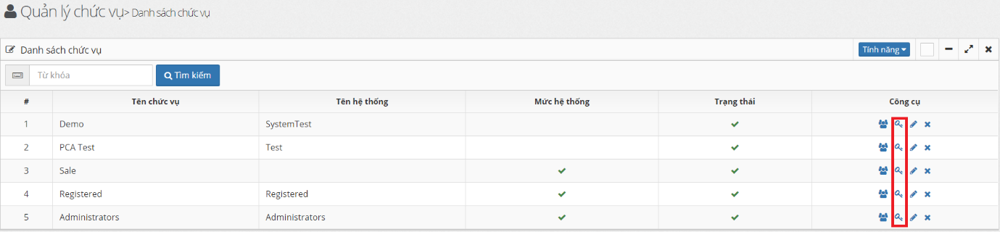 Quản lý chức vụ> Danh sách chức vụ
Danh sách chức vụ Tính năng
Từ khóa Tìm kiếm
# Tên chức vụ Tên hệ thống Mức hệ thống Trạng thái Công cụ
1 Demo SystemTest
2 PCA Test Test
3 Sale
4 Registered Registered
5 Administrators Administrators